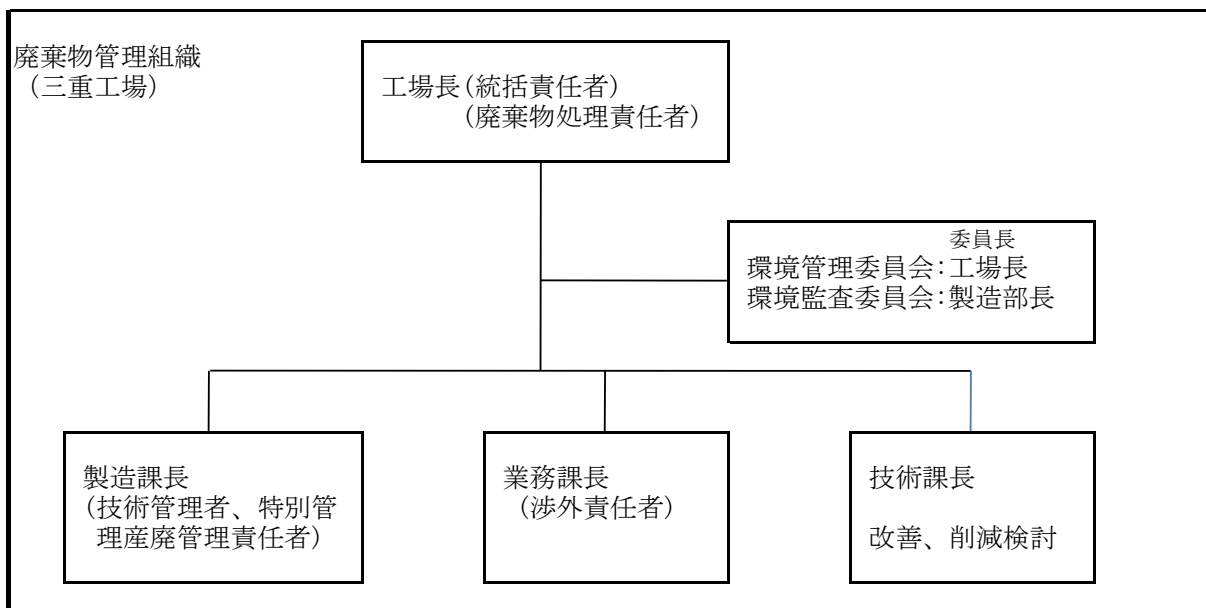 廃棄物管理組織
(三重工場)
工場長(統括責任者)
(廃棄物処理責任者)
委員長
環境管理委員会:工場長
環境監査委員会:製造部長
製造課長
(技術管理者、特別管
理産廃管理責任者)
業務課長
(渉外責任者)
技術課長
改善、削減検討